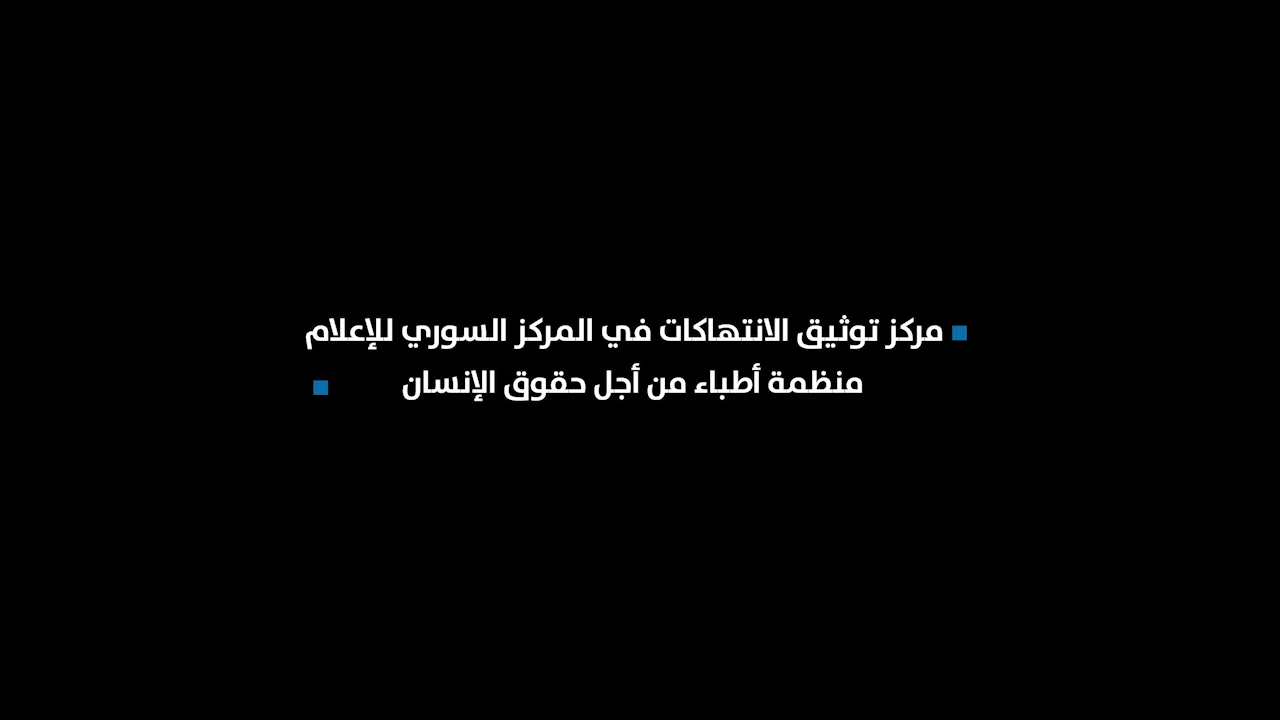 مركز توثيق الانتهاكات في المركز السوري للإعلام
منظمة أطباء من أجل حقوق الإنسان